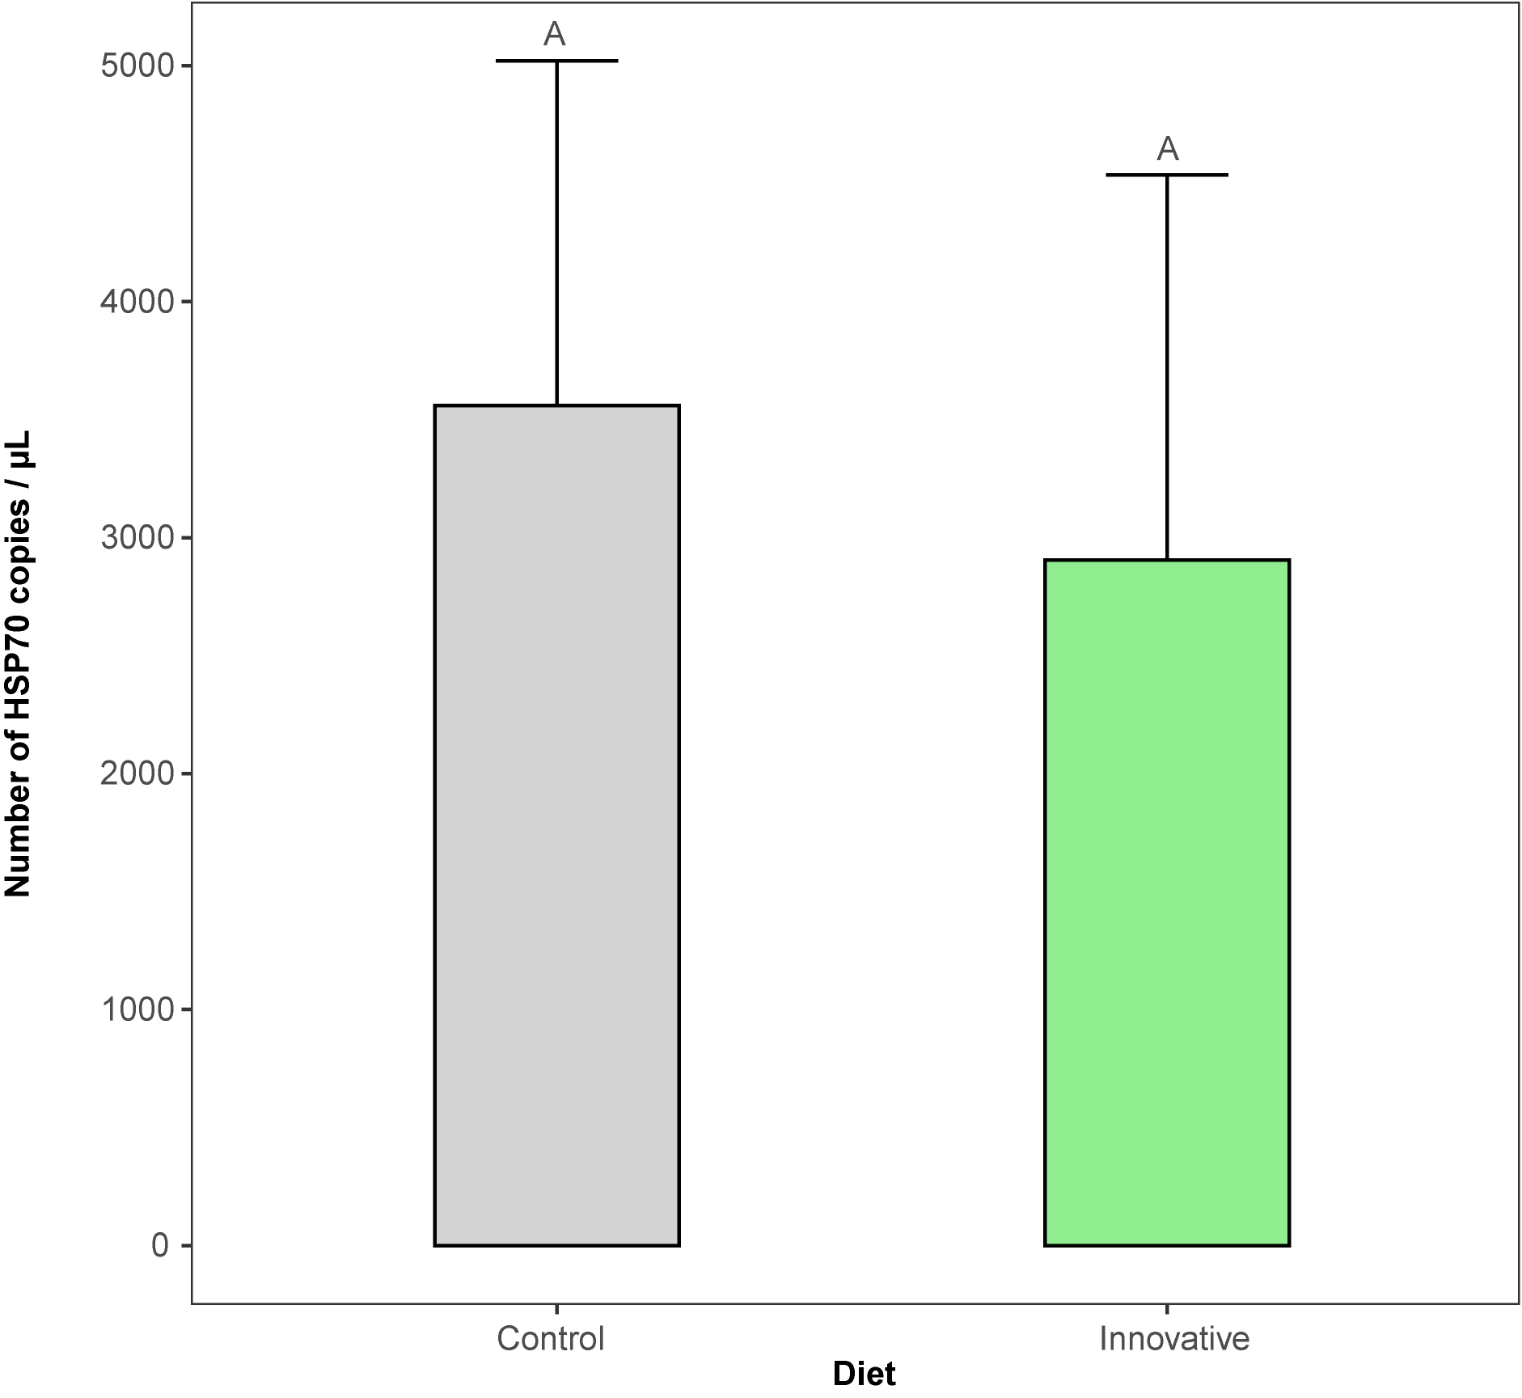 Number of HSP70 copies / µL
5000
4000
3000
2000
1000
0
A
A
Control
Innovative
Diet